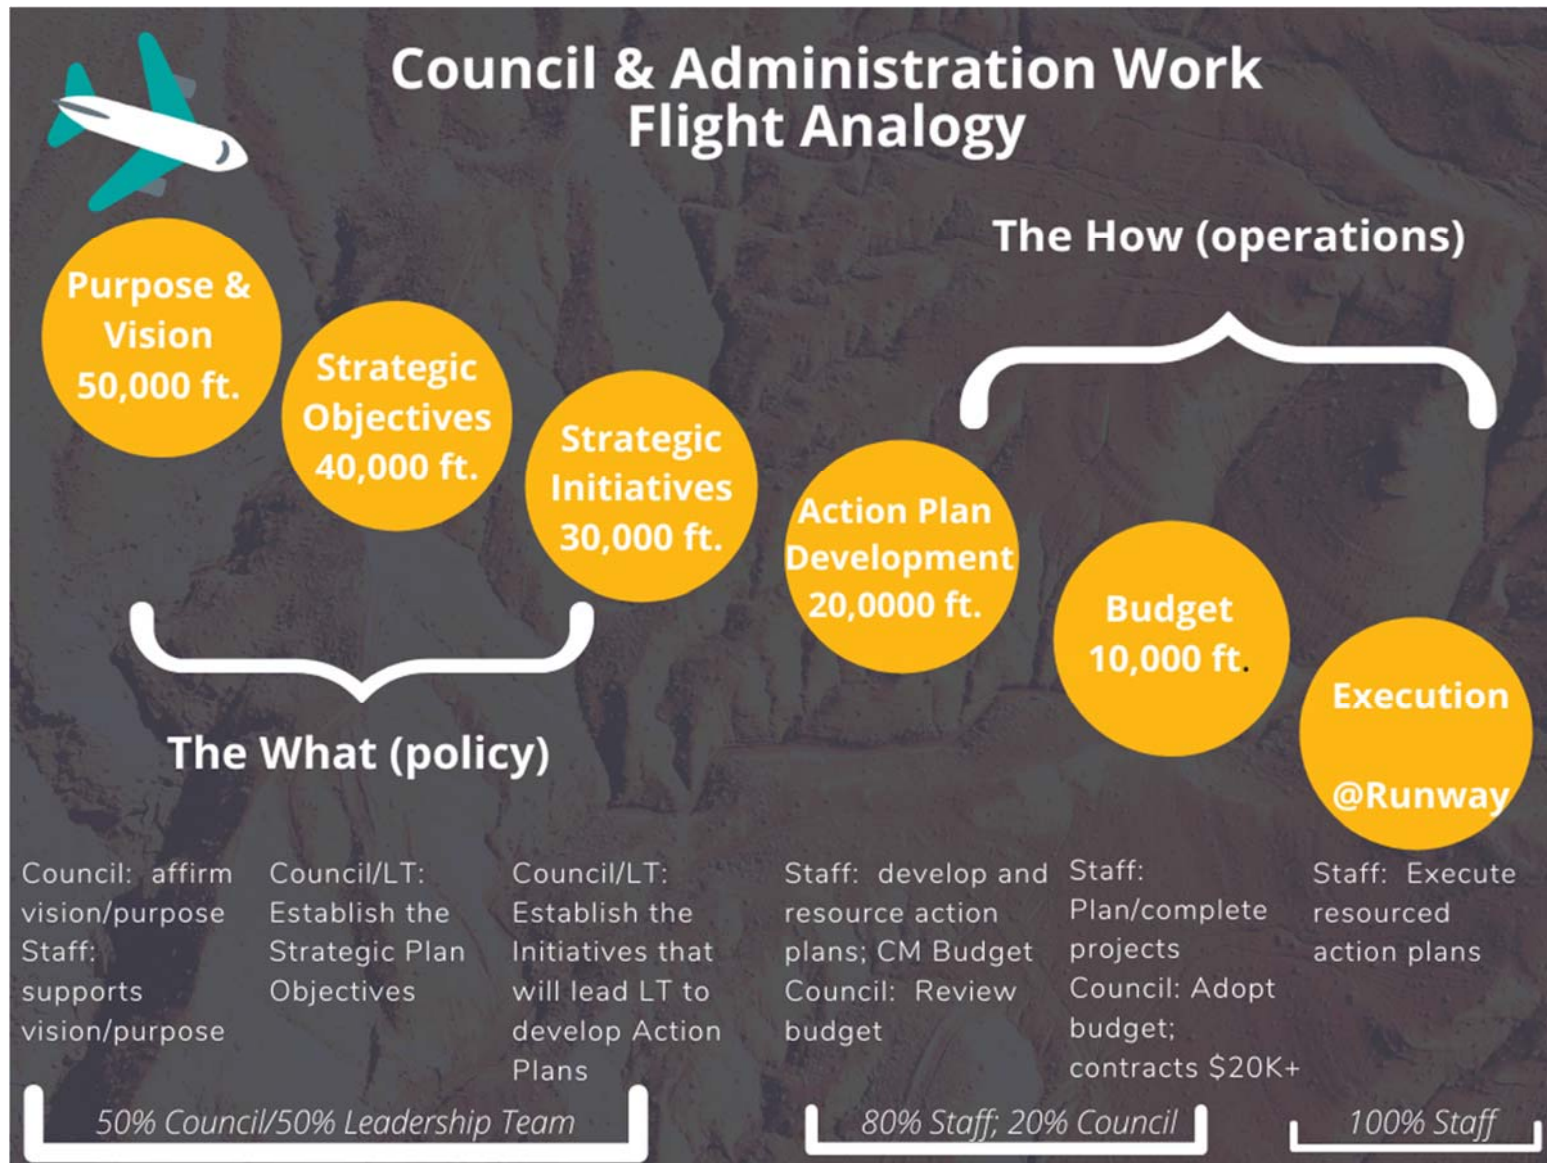 Council & Administration Work
Flight Analogy
The How (operations)
Purpose &
Vision
50,000 ft.
Strategic
Objectives
40,000 ft.
Strategic
Initiatives
30,000 ft.
Action Plan
Development
20,0000 ft.
Budget
10,000 ft.
Execution
@Runway
The What (policy)
Council: affirm
vision/purpose
Staff:
supports
vision/purpose
Council/LT:
Establish the
Strategic Plan
Objectives
Council/LT:
Establish the
Initiatives that
will lead LT to
develop Action
Plans
Staff: develop and
resource action
plans; CM Budget
Council: Review
budget
Staff:
Plan/complete
projects
Council: Adopt
budget;
contracts $20K+
Staff: Execute
resourced
action plans
50% Council/50% Leadership Team
80% Staff; 20% Council
100% Staff